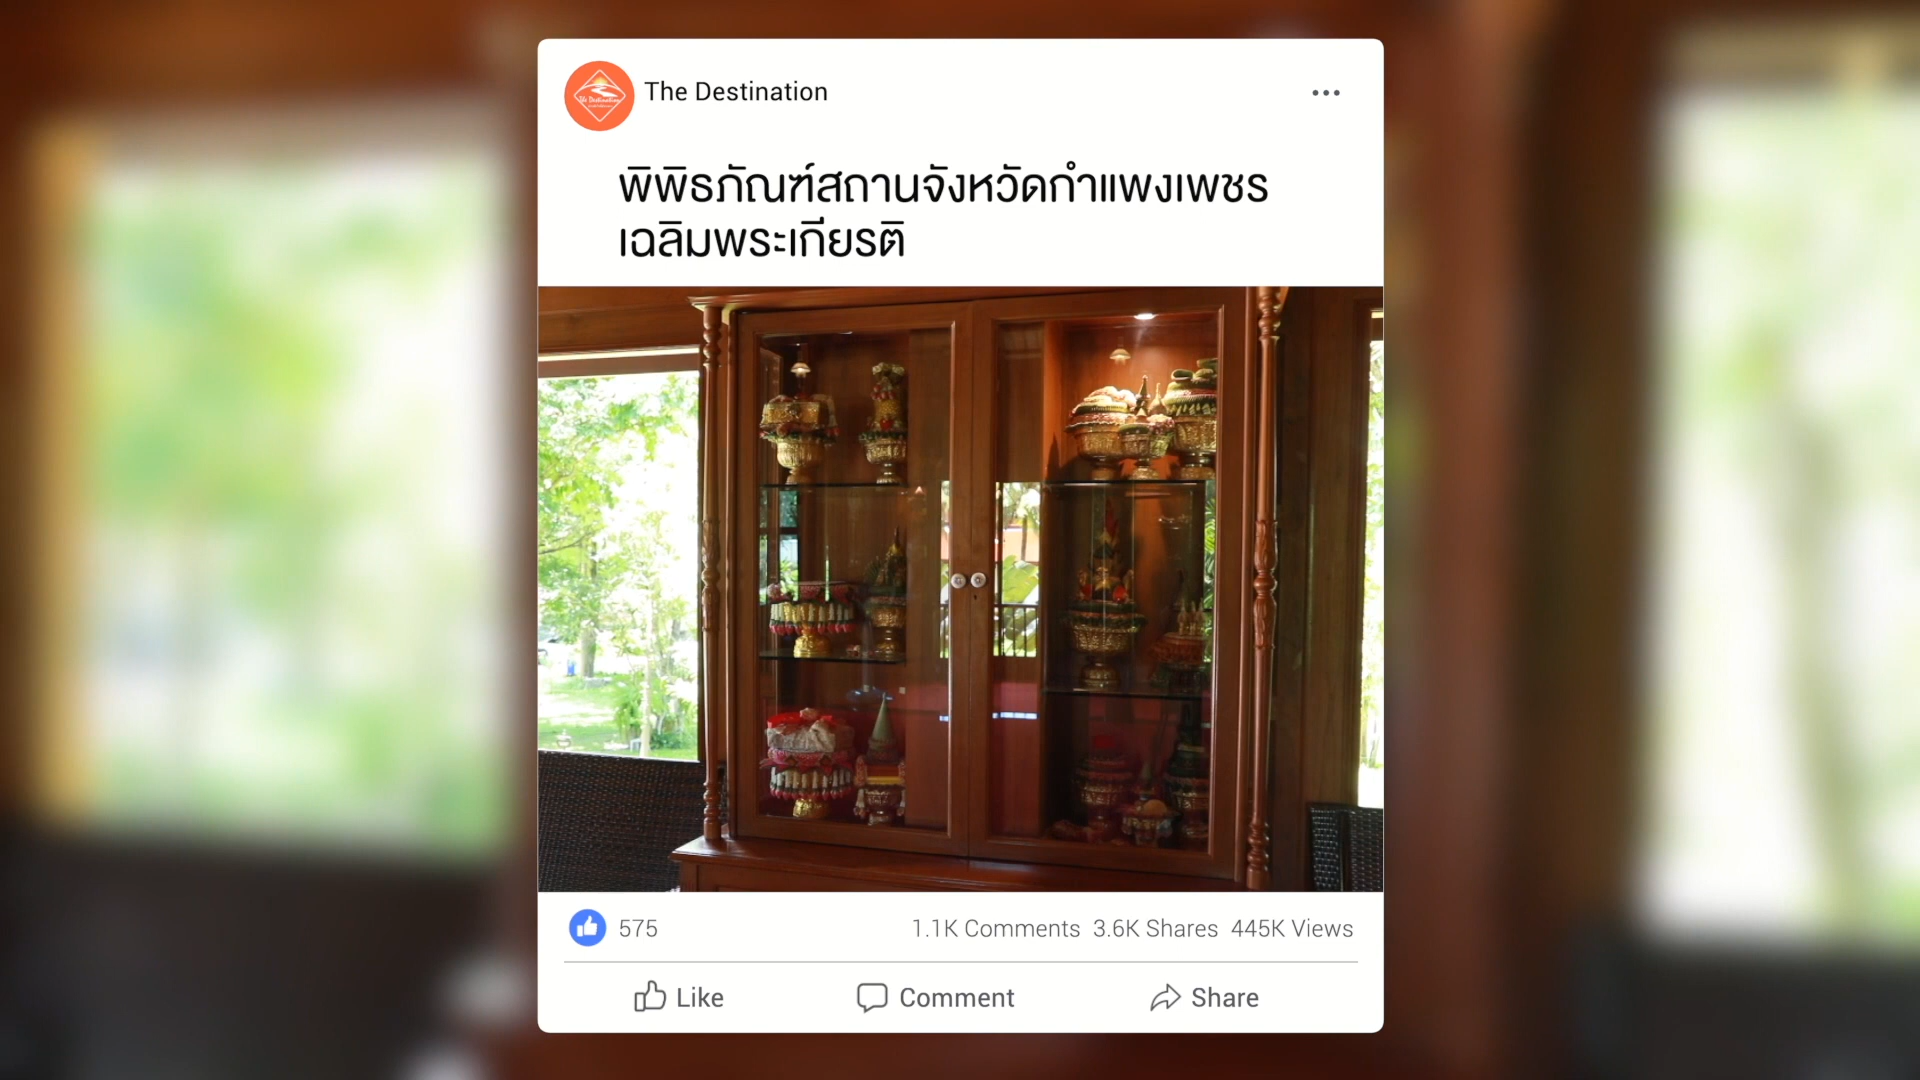 The Destination
The Destination
พิพิธภัณฑ์สถานจังหวัดกำแพงเพชร
เฉลิมพระเกียรติ
575
1.1K Comments 3.6K Shares 445K Views
Like
Comment
Share